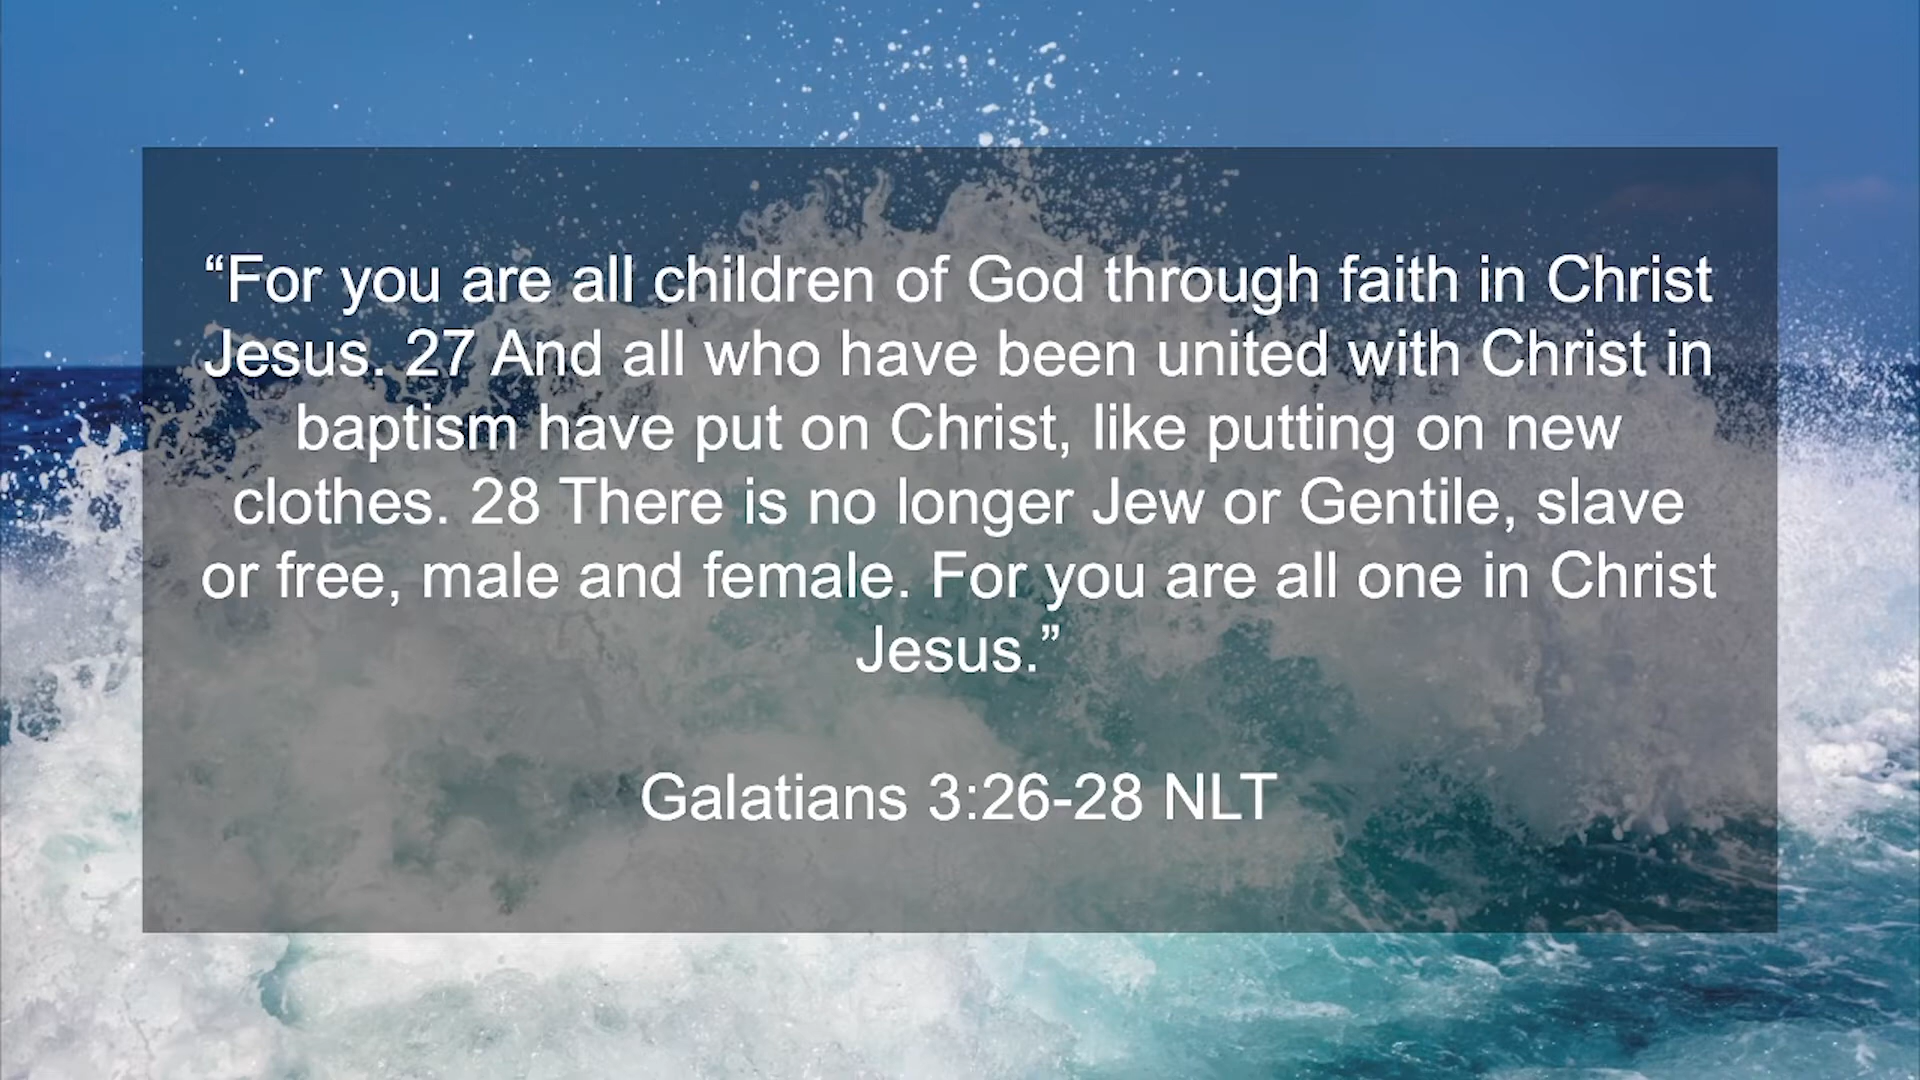 “For you are all children of God through faith in Christ
Jesus. 27 And all who have been united with Christ in
baptism have put on Christ, like putting on new
clothes. 28 There is no longer Jew or Gentile, slave
or free, male and female. For you are all one in Christ
Jesus.”
Galatians 3:26-28 NLT